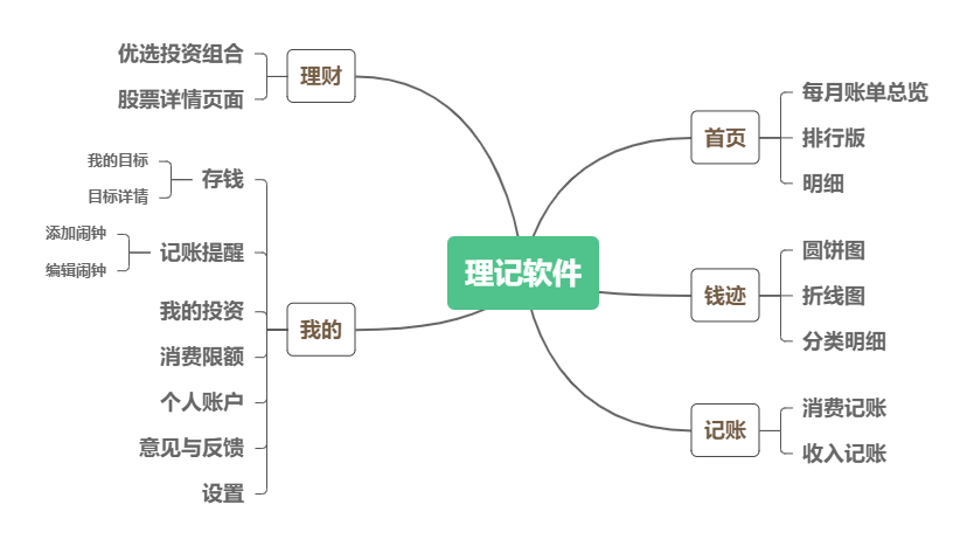 理记软件
首页
每月账单总览
排行版
明细
钱迹
圆饼图
折线图
分类明细
记账
消费记账
收入记账
理财
优选投资组合
股票详情页面
我的
存钱
我的目标
目标详情
记账提醒
添加闹钟
编辑闹钟
我的投资
消费限额
个人账户
意见与反馈
设置